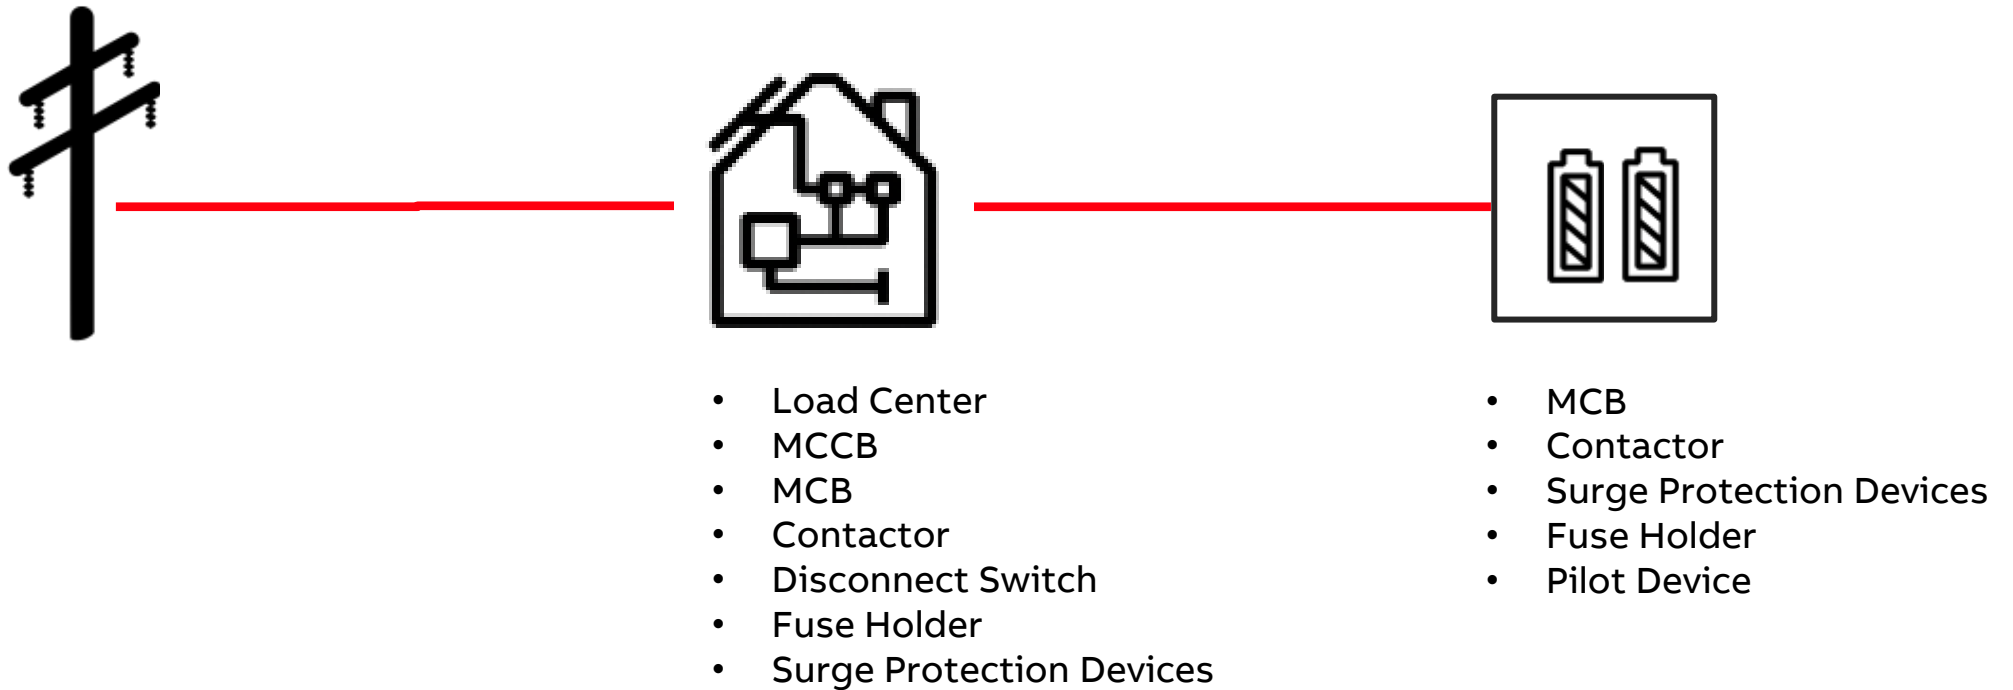 • Load Center
• MCCB
• MCB
• Contactor
• Disconnect Switch
• Fuse Holder
• Surge Protection Devices
• MCB
• Contactor
• Surge Protection Devices
• Fuse Holder
• Pilot Device